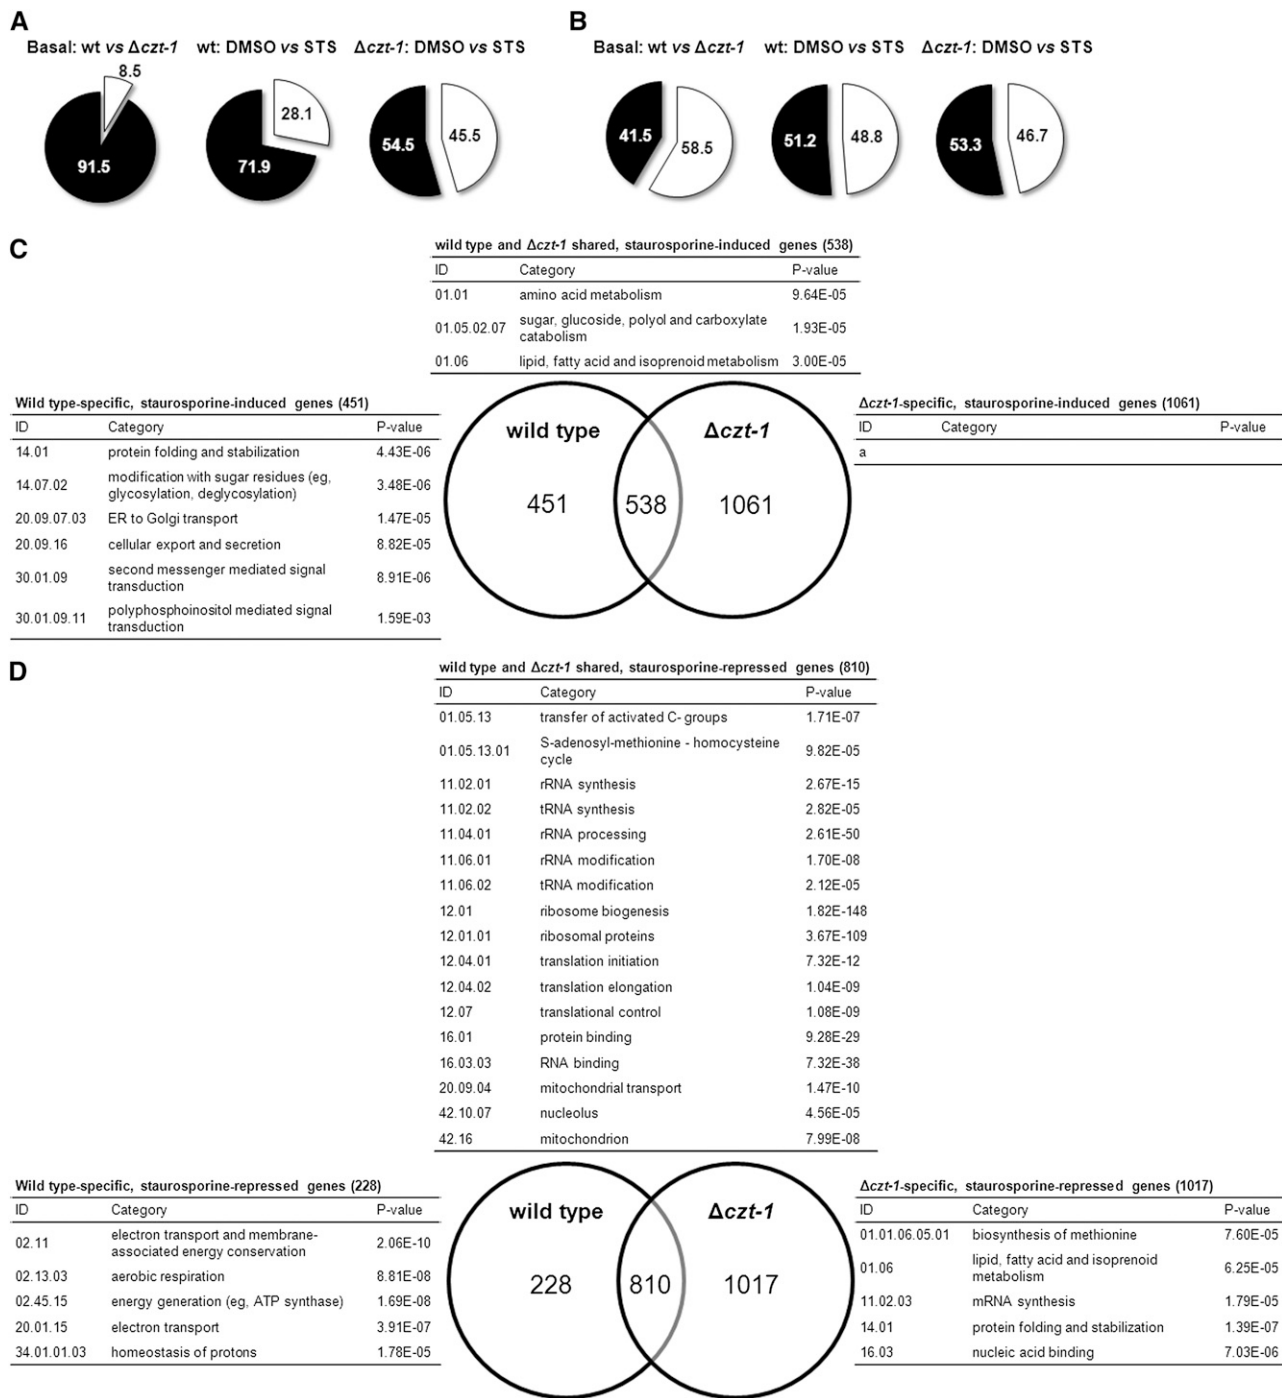 A
Basal: wt vs Δczt-1
wt: DMSO vs STS
Δczt-1: DMSO vs STS
8.5
91.5
28.1
71.9
54.5
45.5
B
Basal: wt vs Δczt-1
wt: DMSO vs STS
Δczt-1: DMSO vs STS
41.5
58.5
51.2
48.8
53.3
46.7
C
wild type and Δczt-1 shared, staurosporine-induced genes (538)
ID Category P-value
01.01 amino acid metabolism 9.64E-05
01.05.02.07 sugar, glucoside, polyol and carboxylate
catabolism 1.93E-05
01.06 lipid, fatty acid and isoprenoid metabolism 3.00E-05
Wild type-specific, staurosporine-induced genes (451)
ID Category P-value
14.01 protein folding and stabilization 4.43E-06
14.07.02 modification with sugar residues (eg,
glycosylation, deglycosylation) 3.48E-06
20.09.07.03 ER to Golgi transport 1.47E-05
20.09.16 cellular export and secretion 8.82E-05
30.01.09 second messenger mediated signal
transduction 8.91E-06
30.01.09.11 polyphosphoinositol mediated signal
transduction 1.59E-03
wild type
Δczt-1
451
538
1061
Δczt-1-specific, staurosporine-induced genes (1061)
ID Category P-value
a
D
wild type and Δczt-1 shared, staurosporine-repressed genes (810)
ID Category P-value
01.05.13 transfer of activated C- groups 1.71E-07
01.05.13.01 S-adenosyl-methionine - homocysteine
cycle 9.82E-05
11.02.01 rRNA synthesis 2.67E-15
11.02.02 tRNA synthesis 2.82E-05
11.04.01 rRNA processing 2.61E-50
11.06.01 rRNA modification 1.70E-08
11.06.02 tRNA modification 2.12E-05
12.01 ribosome biogenesis 1.82E-148
12.01.01 ribosomal proteins 3.67E-109
12.04.01 translation initiation 7.32E-12
12.04.02 translation elongation 1.04E-09
12.07 translational control 1.08E-09
16.01 protein binding 9.28E-29
16.03.03 RNA binding 7.32E-38
20.09.04 mitochondrial transport 1.47E-10
42.10.07 nucleolus 4.56E-05
42.16 mitochondrion 7.99E-08
Wild type-specific, staurosporine-repressed genes (228)
ID Category P-value
02.11 electron transport and membrane-
associated energy conservation 2.06E-10
02.13.03 aerobic respiration 8.81E-08
02.45.15 energy generation (eg, ATP synthase) 1.69E-08
20.01.15 electron transport 3.91E-07
34.01.01.03 homeostasis of protons 1.78E-05
wild type
Δczt-1
228
810
1017
Δczt-1-specific, staurosporine-repressed genes (1017)
ID Category P-value
01.01.06.05.01 biosynthesis of methionine 7.60E-05
01.06 lipid, fatty acid and isoprenoid
metabolism 6.25E-05
11.02.03 mRNA synthesis 1.79E-05
14.01 protein folding and stabilization 1.39E-07
16.03 nucleic acid binding 7.03E-06